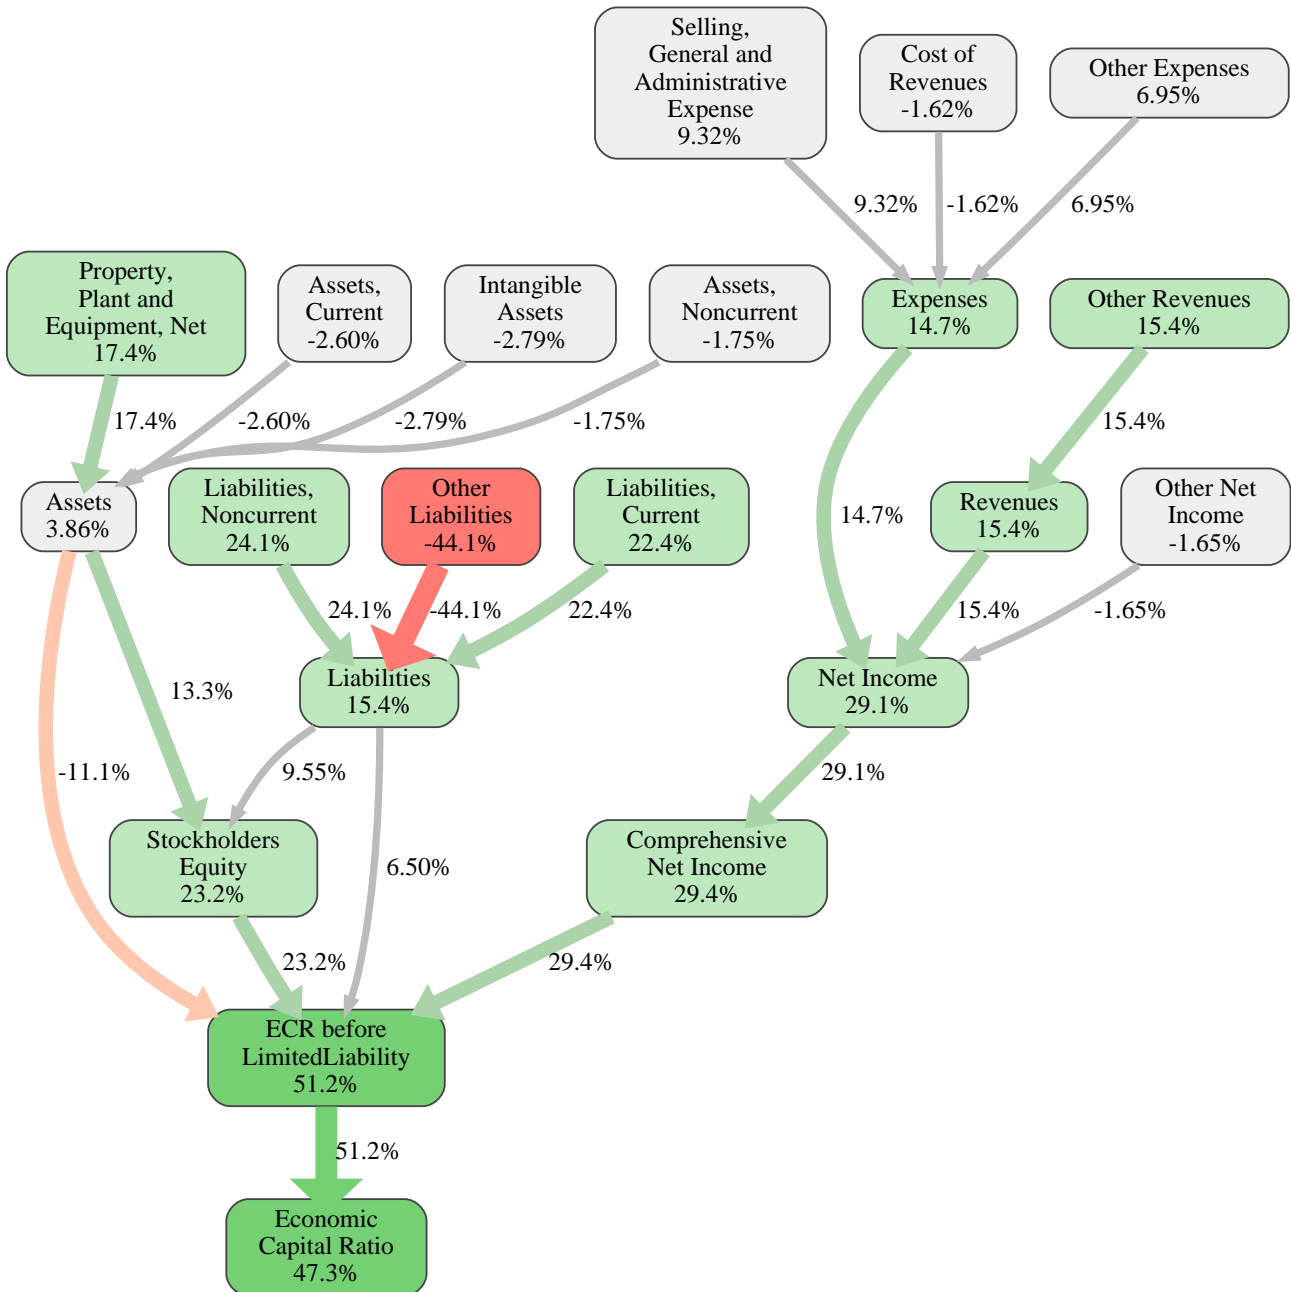 Selling,
General and
Administrative
Expense
9.32%
Cost of
Revenues
-1.62%
Other Expenses
6.95%
9.32%
-1.62%
6.95%
Property,
Plant and
Equipment, Net
17.4%
Assets,
Current
-2.60%
Intangible
Assets
-2.79%
Assets,
Noncurrent
-1.75%
Expenses
14.7%
Other Revenues
15.4%
17.4%
-2.60%
-2.79%
-1.75%
15.4%
Assets
3.86%
Liabilities,
Noncurrent
24.1%
Other
Liabilities
-44.1%
Liabilities,
Current
22.4%
14.7%
Revenues
15.4%
Other Net
Income
-1.65%
24.1%
-44.1%
22.4%
15.4%
-1.65%
13.3%
Liabilities
15.4%
Net Income
29.1%
-11.1%
9.55%
29.1%
Stockholders
Equity
23.2%
6.50%
Comprehensive
Net Income
29.4%
23.2%
29.4%
ECR before
LimitedLiability
51.2%
51.2%
Economic
Capital Ratio
47.3%